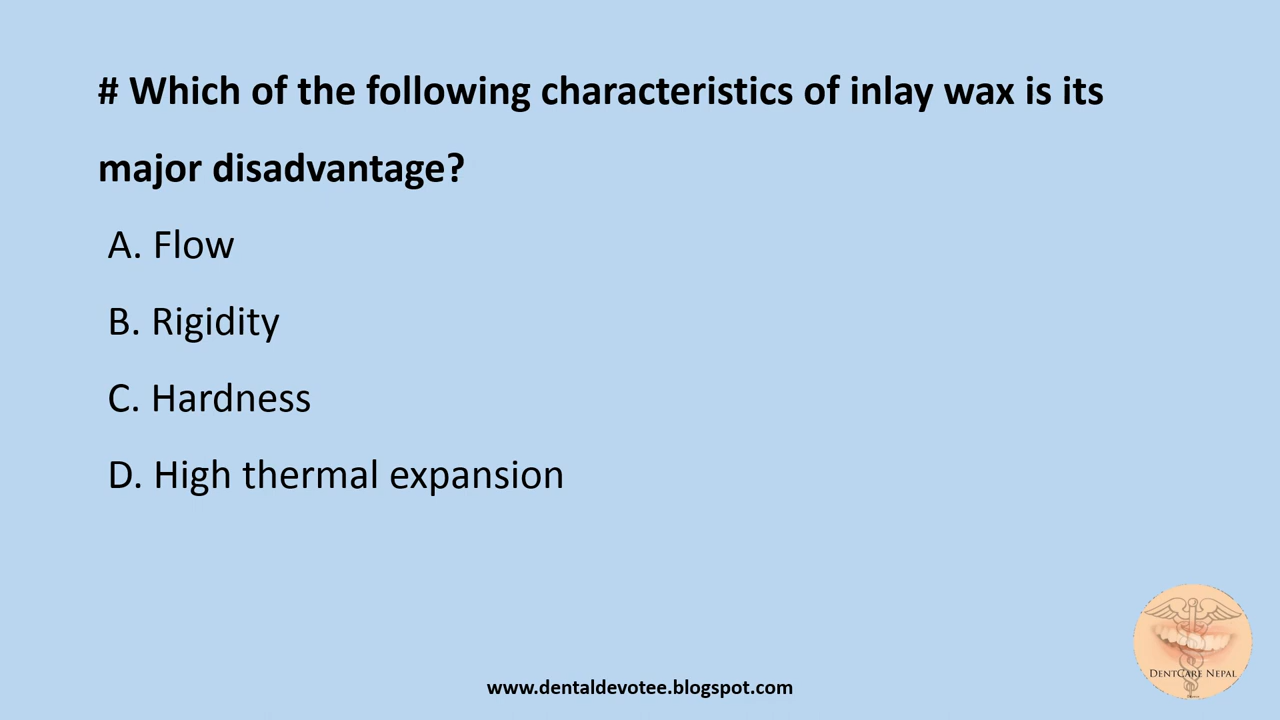 # Which of the following characteristics of inlay wax is its
major disadvantage?
A. Flow
B. Rigidity
C. Hardness
D. High thermal expansion
DentCare Nepal
www.dentaldevotee.blogspot.com